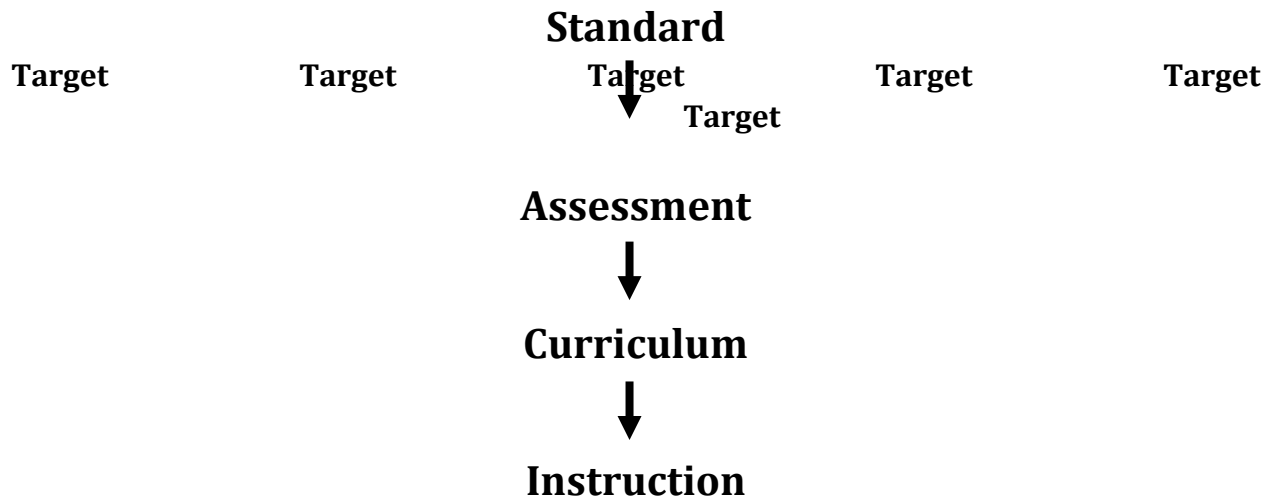 Standard
Target Target Target Target Target
Target
Assessment
Curriculum
Instruction